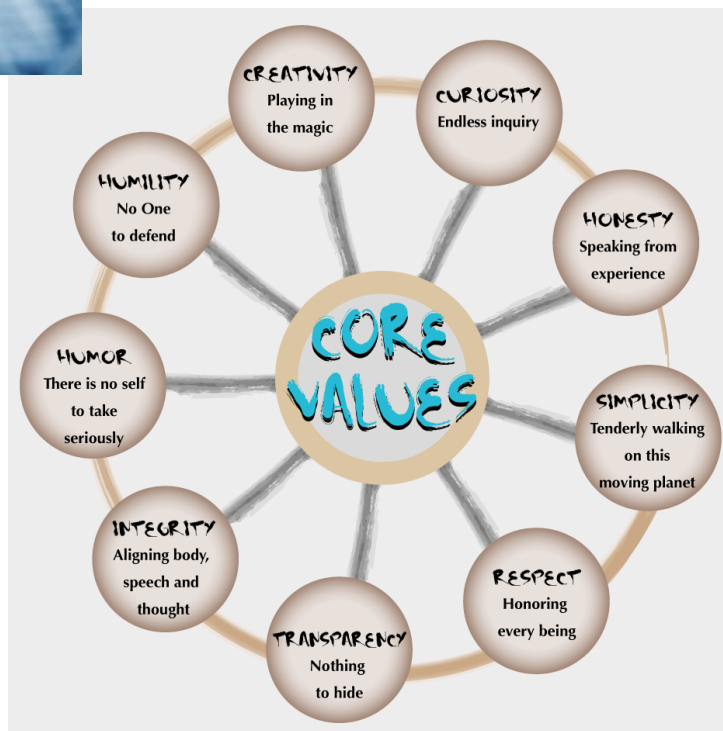 CREATIVITY
Playing in
the magic
CURIOSITY
Endless inquiry
HONESTY
Speaking from
experience
SIMPLICITY
Tenderly walking
on this
moving planet
RESPECT
Honoring
every being
TRANSPARENCY
Nothing
to hide
INTEGRITY
Aligning body,
speech and
thought
HUMOR
There is no self
to take
seriously
HUMILITY
No One
to defend
CORE
VALUES